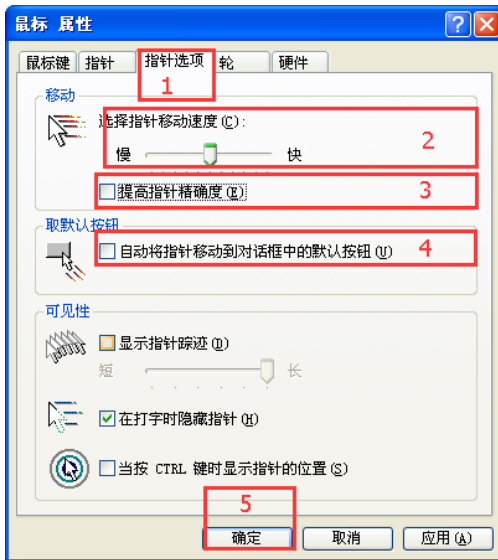 鼠标 属性
鼠标键 指针 指针选项 轮 硬件
1
移动
选择指针移动速度(C):
2
慢 快
提高指针精确度(E)
3
取默认按钮
自动将指针移动到对话框中的默认按钮(U)
4
可见性
显示指针踪迹(D)
短 长
在打字时隐藏指针(H)
当按 CTRL 键时显示指针的位置(S)
5
确定 取消 应用(A)